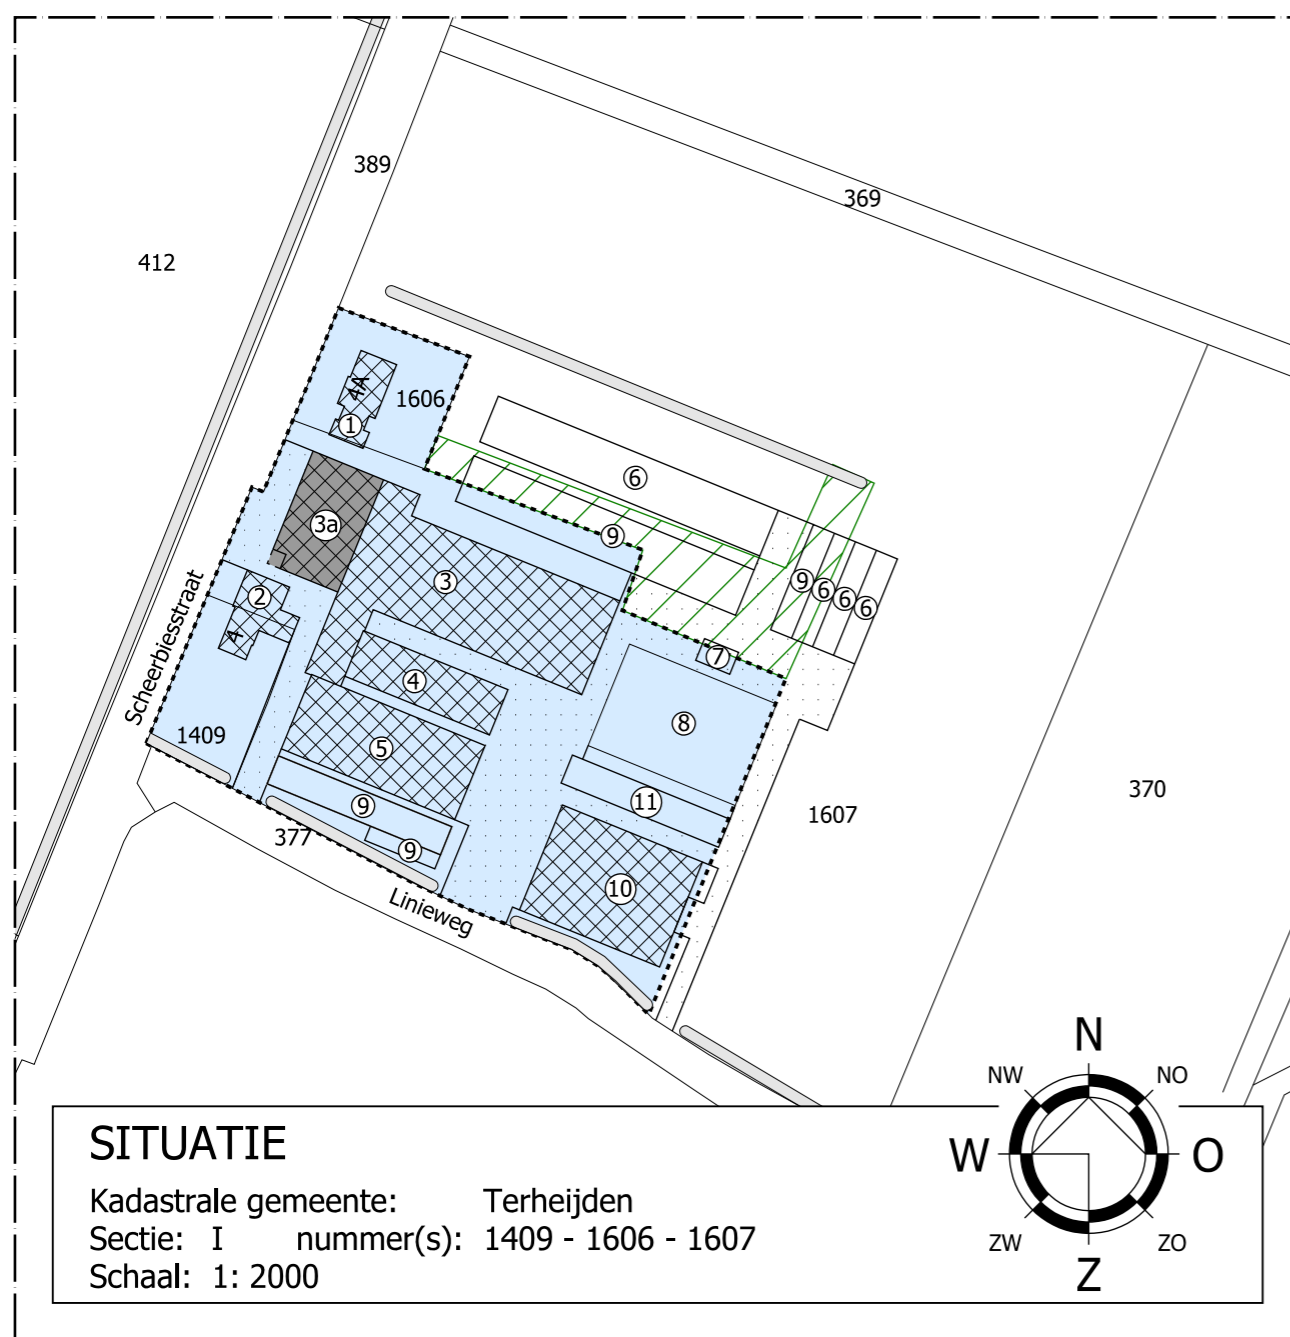 389
369
412
4A
1606
1
6
3a
9
3
9
6
6
6
2
4
Scheerbiesstraat
7
4
8
1409
5
370
11
9
1607
377
9
10
Linieweg
SITUATIE
Kadastrale gemeente: Terheijden
Sectie: I nummer(s): 1409 - 1606 - 1607
Schaal: 1: 2000
N
NW
NO
W
O
ZW
ZO
Z